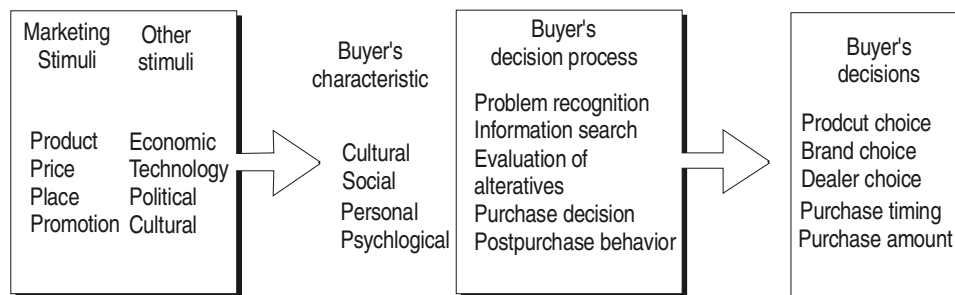 Marketing
Stimuli
Other
stimuli
Product
Price
Place
Promotion
Economic
Technology
Political
Cultural
Buyer's
characteristic
Cultural
Social
Personal
Psychlogical
Buyer's
decision process
Problem recognition
Information search
Evaluation of
alteratives
Purchase decision
Postpurchase behavior
Buyer's
decisions
Prodcut choice
Brand choice
Dealer choice
Purchase timing
Purchase amount